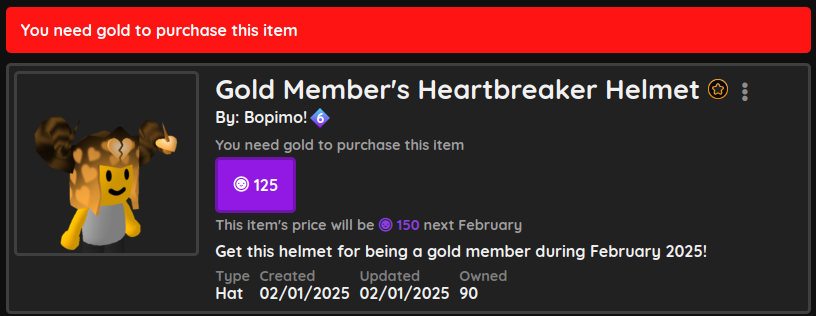 You need gold to purchase this item
Gold Member's Heartbreaker Helmet
By: Bopimo! 6
You need gold to purchase this item
125
This item's price will be 150 next February
Get this helmet for being a gold member during February 2025!
Type Created Updated Owned
Hat 02/01/2025 02/01/2025 90